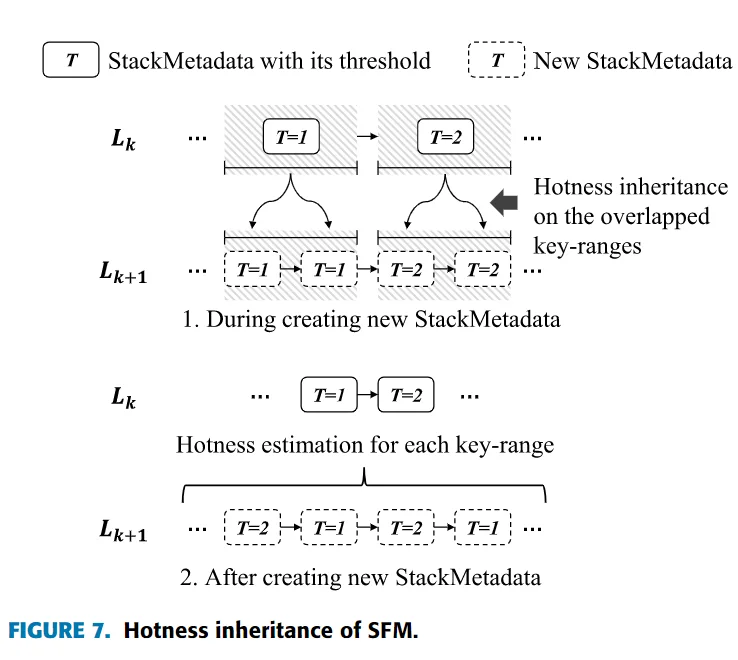 T StackMetadata with its threshold T New StackMetadata
L_k ... T=1 T=2 ...
Hotness inheritance
on the overlapped
key-ranges
L_{k+1} ... T=1 T=1 T=2 T=2 ...
1. During creating new StackMetadata
L_k ... T=1 T=2 ...
Hotness estimation for each key-range
L_{k+1} ... T=2 T=1 T=2 T=1 ...
2. After creating new StackMetadata
FIGURE 7. Hotness inheritance of SFM.